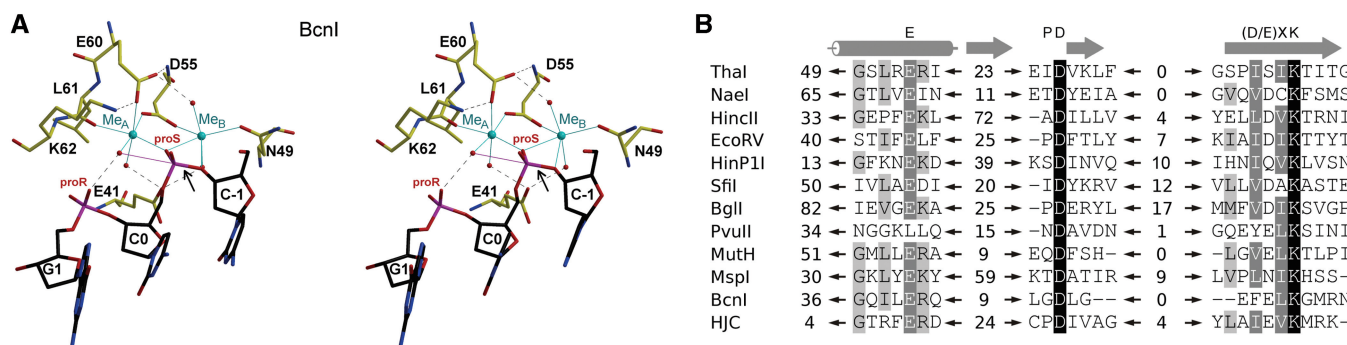 A
BcnI
E60
D55
L61
MeA
MeB
proS
K62
N49
proR
E41
C-1
C0
G1
E60
D55
L61
MeA
MeB
proS
K62
N49
proR
E41
C-1
C0
G1
B
E PD (D/E)XK
ThaI 49 GSLRERI 23 EIDVKLF 0 GSPISIKTITG
NaeI 65 GTLVEIN 11 ETDYEIA 0 GVQVDCKFSMS
HincII 33 GEPFEKL 72 -ADILLV 4 YELLDVKTRNI
EcoRV 40 STIFELF 25 -PDFTLY 7 KIAIDIKTTYT
HinP1I 13 GFKNEKD 39 KSDINVQ 10 IHNIQVKLVSN
SfiI 50 IVLAEDI 20 -IDYKRV 12 VLLVDAKASTE
BglI 82 IEVGEKA 25 -PDERYL 17 MMFVDIKSVGF
PvuII 34 NGGKLLQ 15 -NDAVDN 1 GQEYELKSINI
MutH 51 GMLLERA 9 EQDFSH- 0 -LGVELKTLPI
MspI 30 GKLYEKY 59 KTDATIR 9 LVPLNIKHSS-
BcnI 36 GQILERQ 9 LGDLG-- 0 --EFELKGMRN
HJC 4 GTRFERD 24 CPDIVAG 4 YLAIEVKMRK-